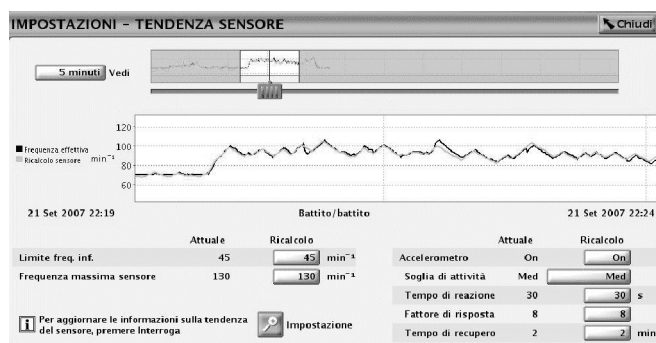 IMPOSTAZIONI – TENDENZA SENSORE
Chiudi
5 minuti Vedi
Frequenza effettiva
Ricalcolo sensore min⁻¹
120
100
80
60
21 Set 2007 22:19 Battito/battito 21 Set 2007 22:24
Attuale Ricalcolo
Limite freq. inf. 45 45 min⁻¹
Frequenza massima sensore 130 130 min⁻¹
Attuale Ricalcolo
Accelerometro On On
Soglia di attività Med Med
Tempo di reazione 30 30 s
Fattore di risposta 8 8
Tempo di recupero 2 2 min
i Per aggiornare le informazioni sulla tendenza
del sensore, premere Interroga
Impostazione